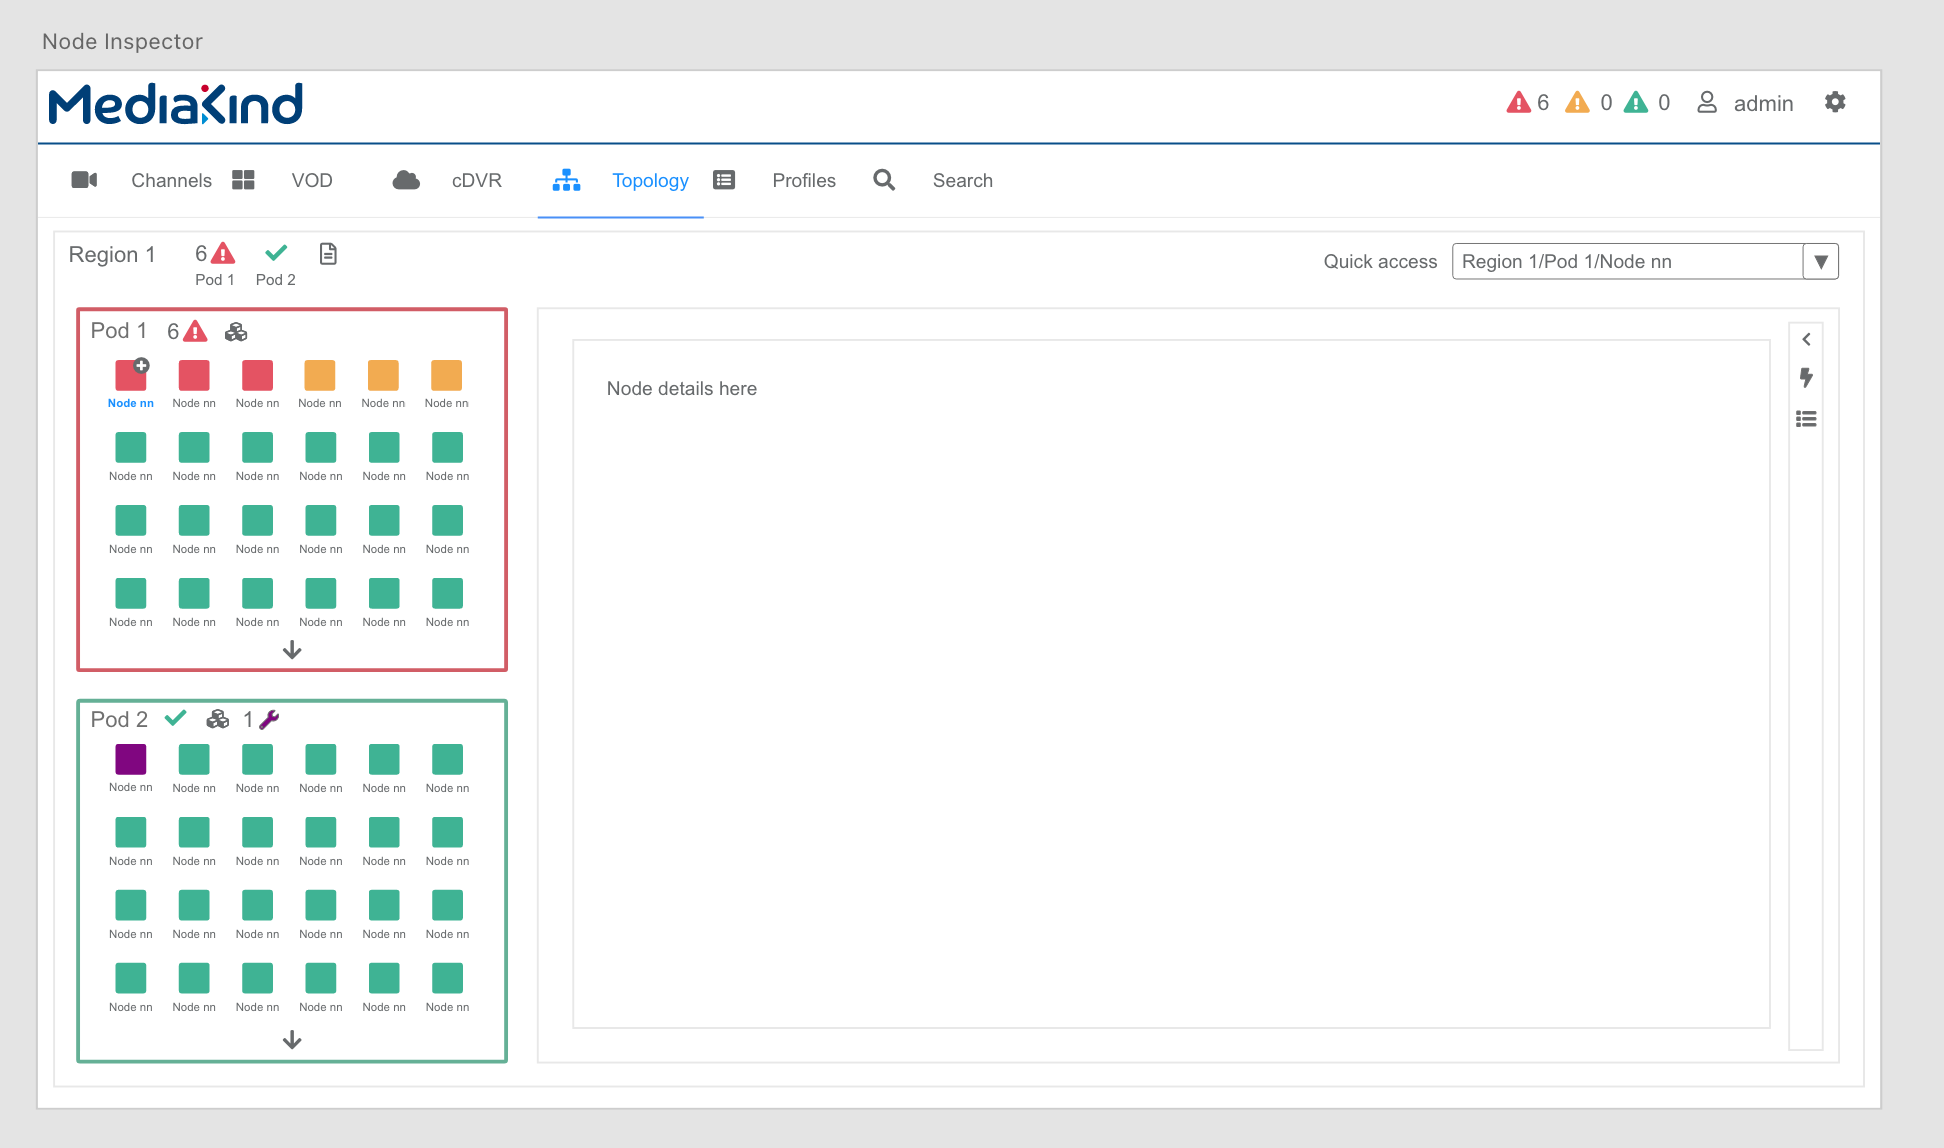 Node Inspector
MediaKind
6 0 0 admin
Channels VOD cDVR Topology Profiles Search
Region 1 6
Pod 1 Pod 2
Quick access Region 1/Pod 1/Node nn
Pod 1 6
Node nn Node nn Node nn Node nn Node nn Node nn
Node nn Node nn Node nn Node nn Node nn Node nn
Node nn Node nn Node nn Node nn Node nn Node nn
Node nn Node nn Node nn Node nn Node nn Node nn
Node details here
Pod 2 1
Node nn Node nn Node nn Node nn Node nn Node nn
Node nn Node nn Node nn Node nn Node nn Node nn
Node nn Node nn Node nn Node nn Node nn Node nn
Node nn Node nn Node nn Node nn Node nn Node nn